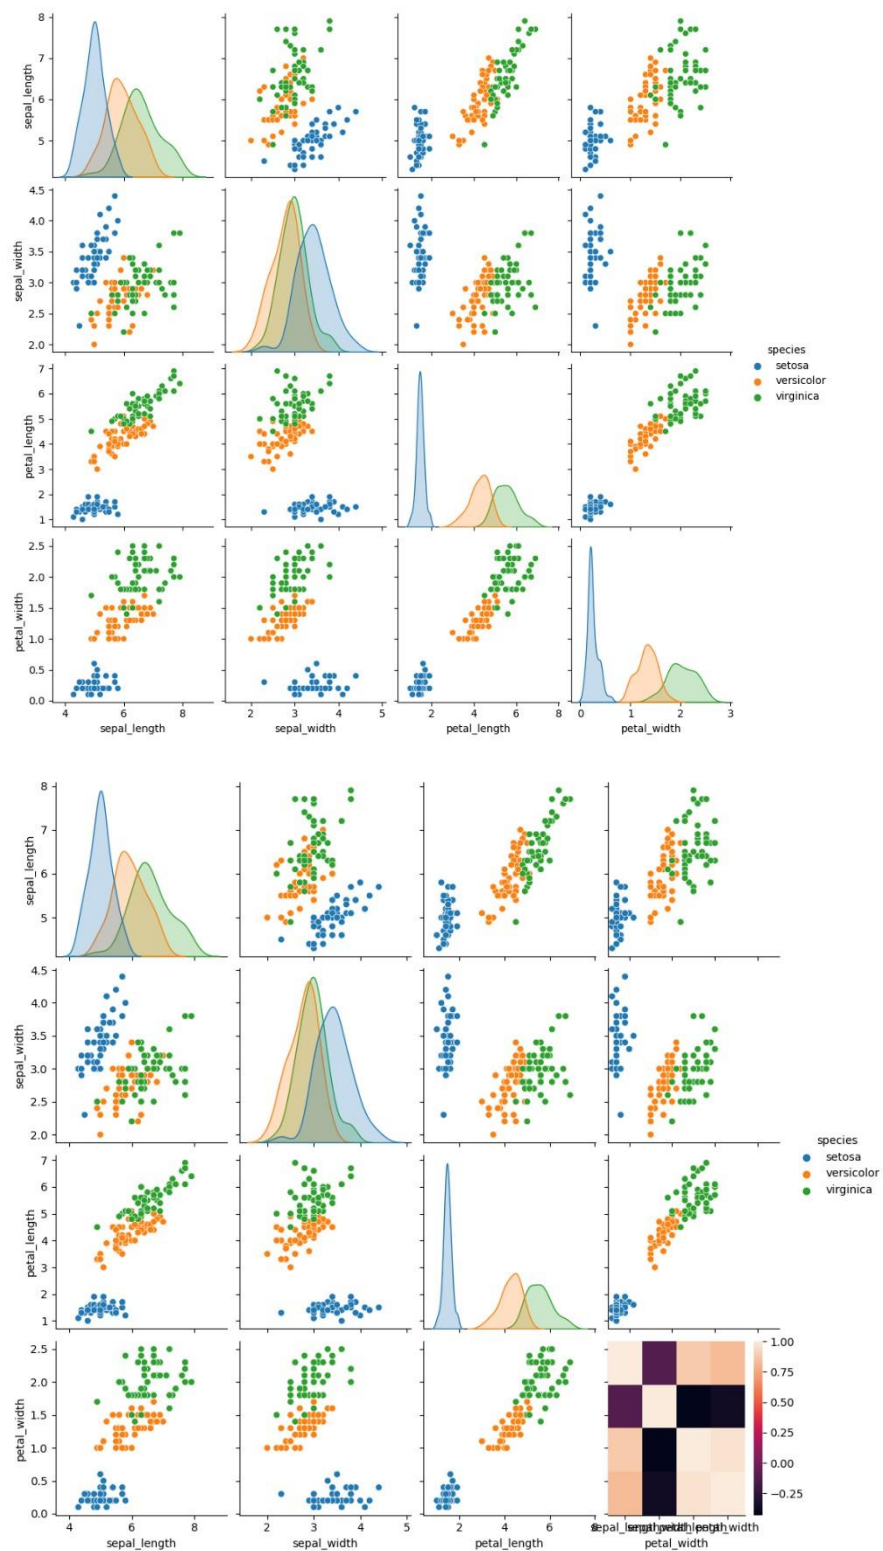 8
7
6
5
sepal_length
4.5
4.0
3.5
3.0
2.5
2.0
sepal_width
species
setosa
versicolor
virginica
7
6
5
4
3
2
1
petal_length
2.5
2.0
1.5
1.0
0.5
0.0
petal_width
4 6 8 2 3 4 5 2 4 6 8 0 1 2 3
sepal_length sepal_width petal_length petal_width
8
7
6
5
sepal_length
4.5
4.0
3.5
3.0
2.5
2.0
sepal_width
species
setosa
versicolor
virginica
7
6
5
4
3
2
1
petal_length
2.5
2.0
1.5
1.0
0.5
0.0
petal_width
1.00
0.75
0.50
0.25
0.00
−0.25
4 6 8 2 3 4 5 2 4 6 8
sepal_length sepal_width petal_length petal_width